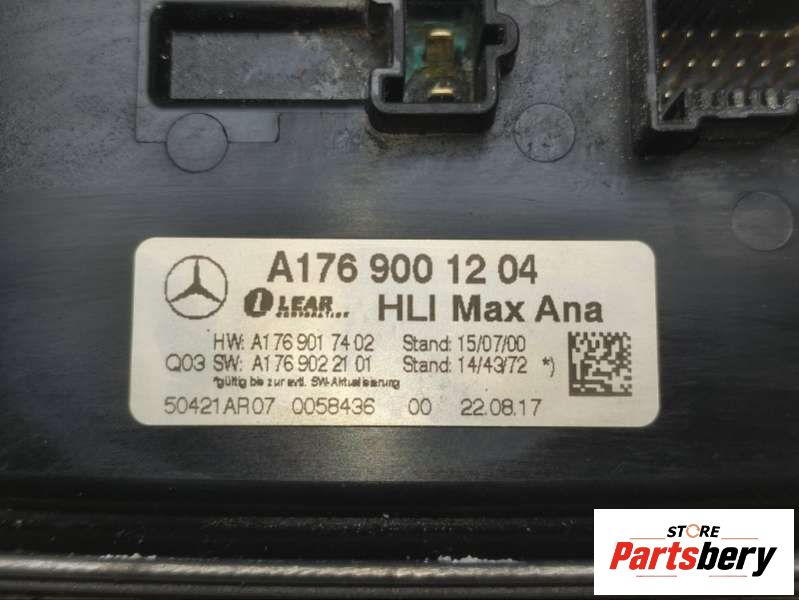 A176 900 12 04
LEAR CORPORATION HLI Max Ana
HW: A176 901 74 02 Stand: 15/07/00
Q03 SW: A176 902 21 01 Stand: 14/43/72 *)
*gültig bis zur evtl. SW-Aktualisierung
50421AR07 0058436 00 22.08.17
STORE
Partsbery